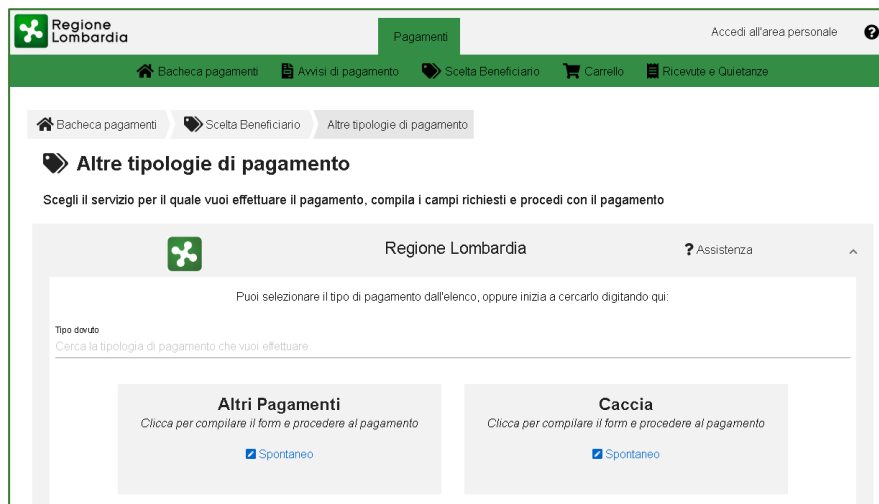 Regione
Lombardia
Pagamenti
Accedi all'area personale
Bacheca pagamenti
Avvisi di pagamento
Scelta Beneficiario
Carrello
Ricevute e Quietanze
Bacheca pagamenti
Scelta Beneficiario
Altre tipologie di pagamento
Altre tipologie di pagamento
Scegli il servizio per il quale vuoi effettuare il pagamento, compila i campi richiesti e procedi con il pagamento
Regione Lombardia
? Assistenza
Puoi selezionare il tipo di pagamento dall'elenco, oppure inizia a cercarlo digitando qui:
Tipo dovuto
Cerca la tipologia di pagamento che vuoi effettuare
Altri Pagamenti
Clicca per compilare il form e procedere al pagamento
Spontaneo
Caccia
Clicca per compilare il form e procedere al pagamento
Spontaneo